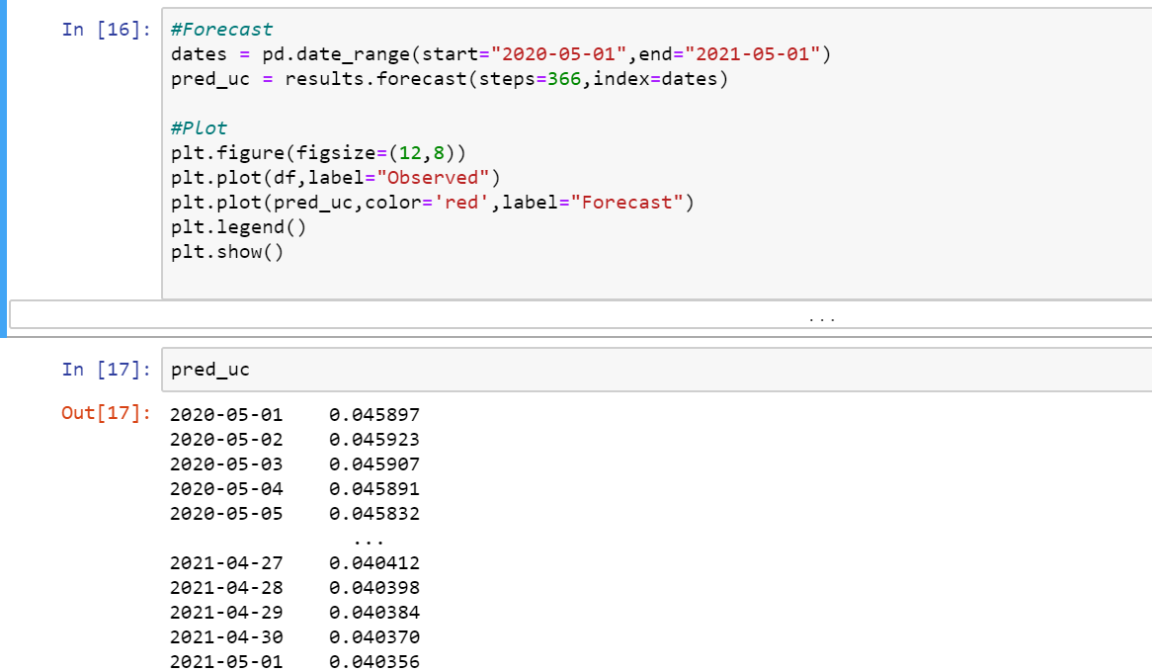 In [16]: #Forecast
dates = pd.date_range(start="2020-05-01",end="2021-05-01")
pred_uc = results.forecast(steps=366,index=dates)
#Plot
plt.figure(figsize=(12,8))
plt.plot(df,label="Observed")
plt.plot(pred_uc,color='red',label="Forecast")
plt.legend()
plt.show()
...
In [17]: pred_uc
Out[17]: 2020-05-01 0.045897
2020-05-02 0.045923
2020-05-03 0.045907
2020-05-04 0.045891
2020-05-05 0.045832
...
2021-04-27 0.040412
2021-04-28 0.040398
2021-04-29 0.040384
2021-04-30 0.040370
2021-05-01 0.040356